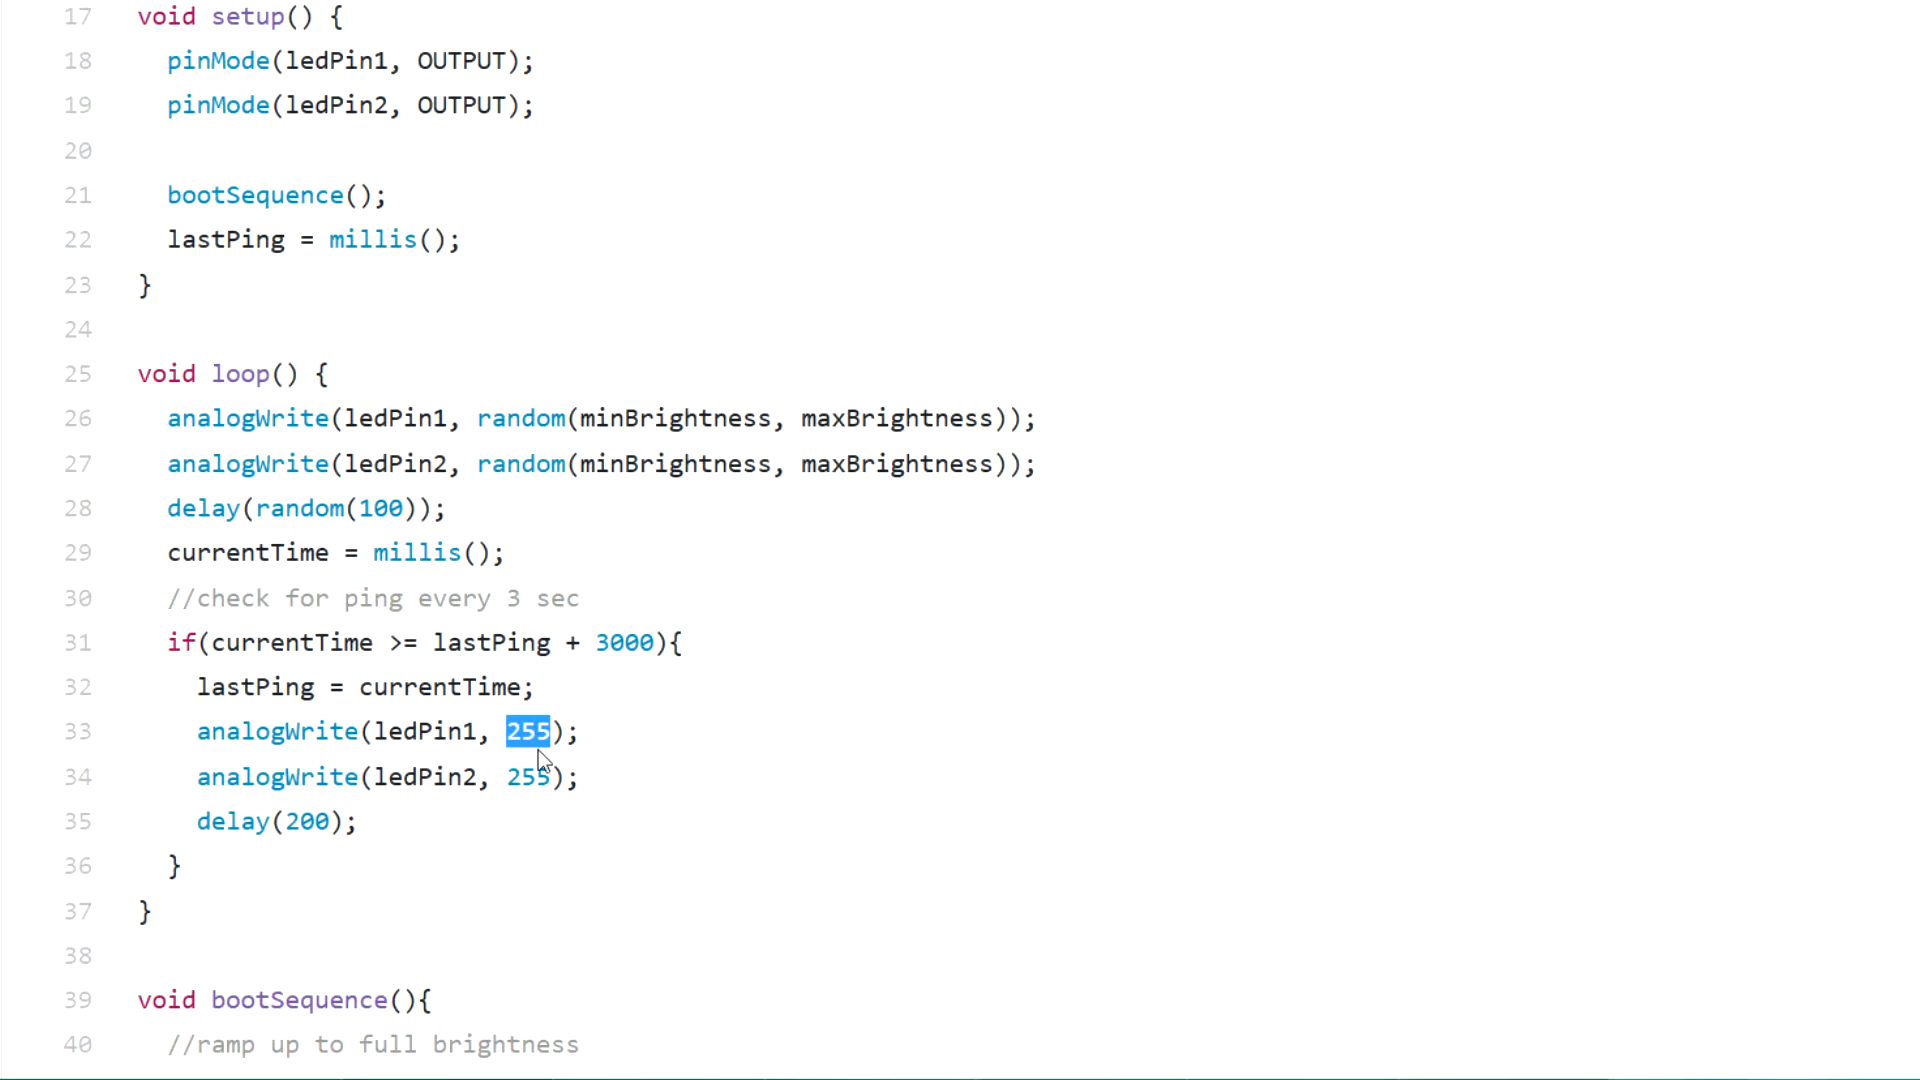 17 void setup() {
18 pinMode(ledPin1, OUTPUT);
19 pinMode(ledPin2, OUTPUT);
20
21 bootSequence();
22 lastPing = millis();
23 }
24
25 void loop() {
26 analogWrite(ledPin1, random(minBrightness, maxBrightness));
27 analogWrite(ledPin2, random(minBrightness, maxBrightness));
28 delay(random(100));
29 currentTime = millis();
30 //check for ping every 3 sec
31 if(currentTime >= lastPing + 3000){
32 lastPing = currentTime;
33 analogWrite(ledPin1, 255);
34 analogWrite(ledPin2, 255);
35 delay(200);
36 }
37 }
38
39 void bootSequence(){
40 //ramp up to full brightness